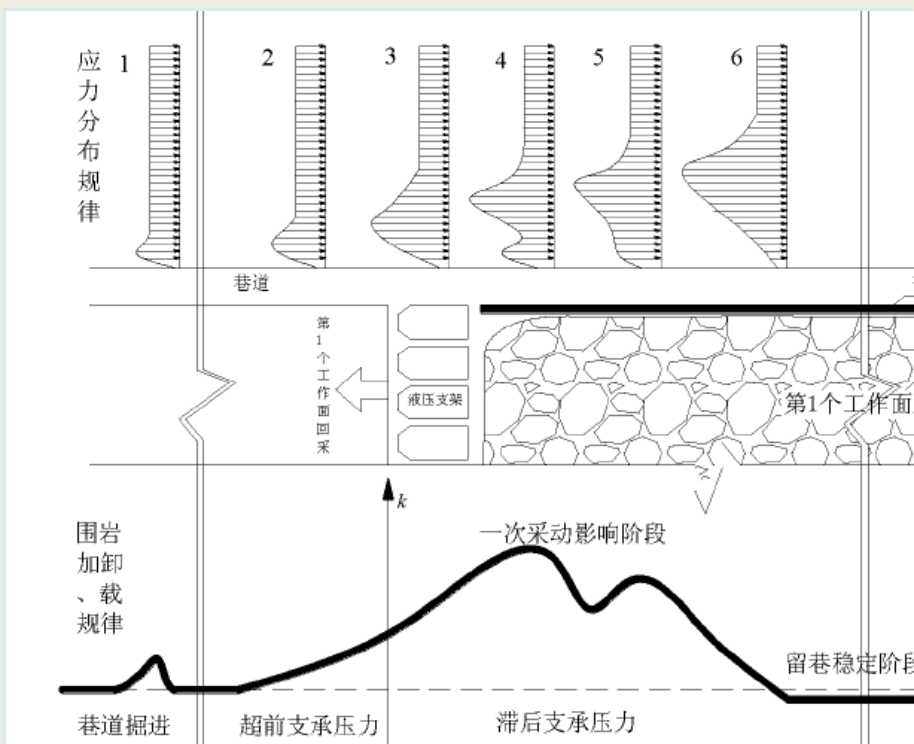 应力分布规律
1
2
3
4
5
6
巷道
第1个工作面回采
液压支架
第1个工作面
k
围岩
加卸
、载
规律
一次采动影响阶段
留巷稳定阶段
巷道掘进
超前支承压力
滞后支承压力